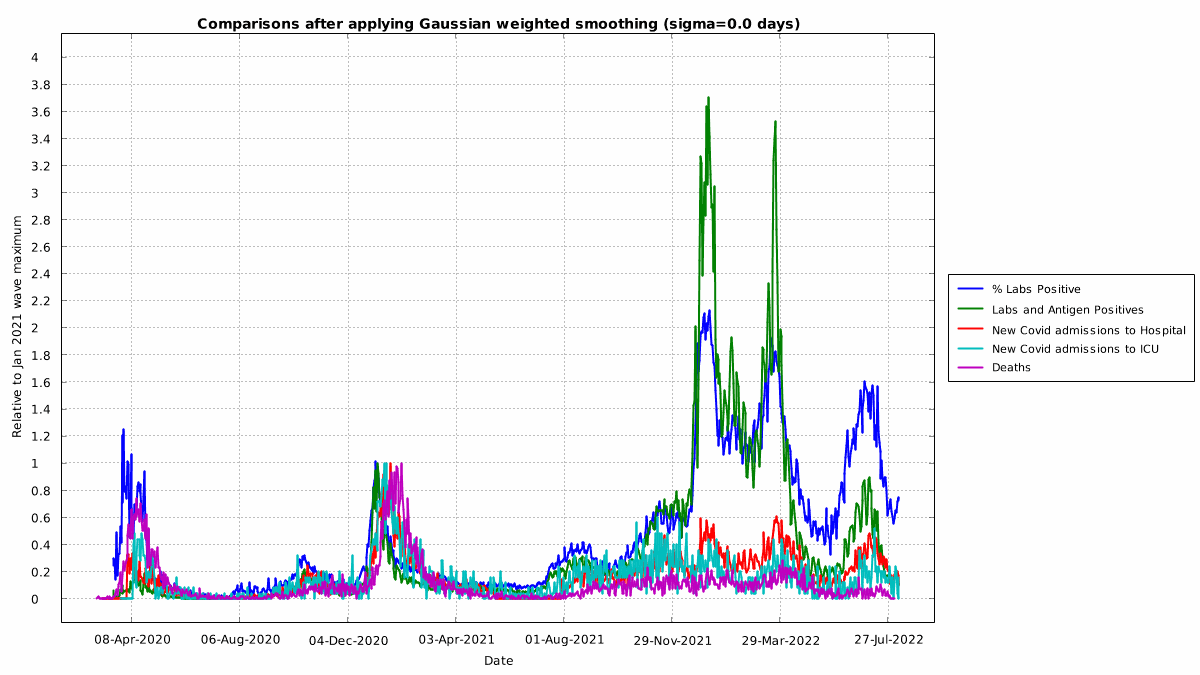 Comparisons after applying Gaussian weighted smoothing (sigma=0.0 days)
4
3.8
3.6
3.4
3.2
3
2.8
2.6
2.4
2.2
2
1.8
1.6
1.4
1.2
1
0.8
0.6
0.4
0.2
0
Relative to Jan 2021 wave maximum
08-Apr-2020 06-Aug-2020 04-Dec-2020 03-Apr-2021 01-Aug-2021 29-Nov-2021 29-Mar-2022 27-Jul-2022
Date
% Labs Positive
Labs and Antigen Positives
New Covid admissions to Hospital
New Covid admissions to ICU
Deaths